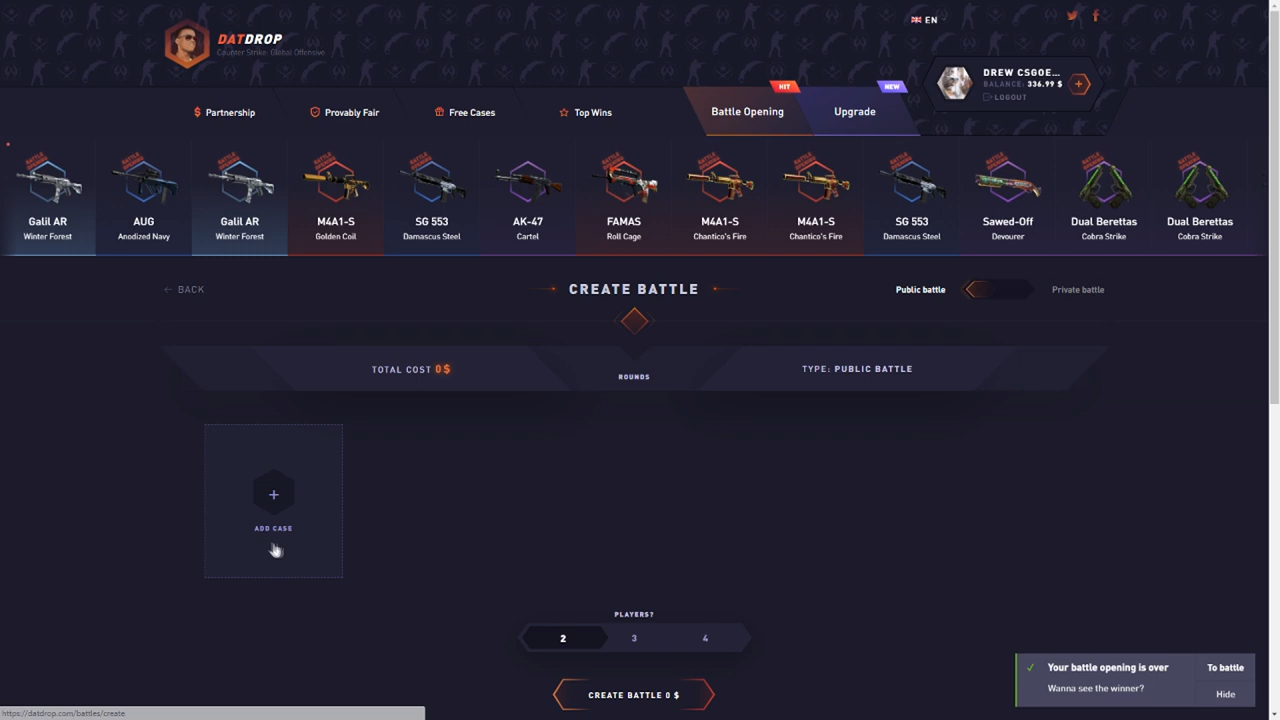 EN
DATDROP
Counter Strike: Global Offensive
DREW CSGOE...
BALANCE: 336.99 $
LOGOUT
HIT
NEW
Partnership
Provably Fair
Free Cases
Top Wins
Battle Opening
Upgrade
Galil AR
Winter Forest
AUG
Anodized Navy
Galil AR
Winter Forest
M4A1-S
Golden Coil
SG 553
Damascus Steel
AK-47
Cartel
FAMAS
Roll Cage
M4A1-S
Chantico's Fire
M4A1-S
Chantico's Fire
SG 553
Damascus Steel
Sawed-Off
Devourer
Dual Berettas
Cobra Strike
Dual Berettas
Cobra Strike
← BACK
CREATE BATTLE
Public battle
Private battle
TOTAL COST 0$
ROUNDS
TYPE: PUBLIC BATTLE
+
ADD CASE
PLAYERS?
2
3
4
CREATE BATTLE 0 $
Your battle opening is over
To battle
Wanna see the winner?
Hide
https://datdrop.com/battles/create